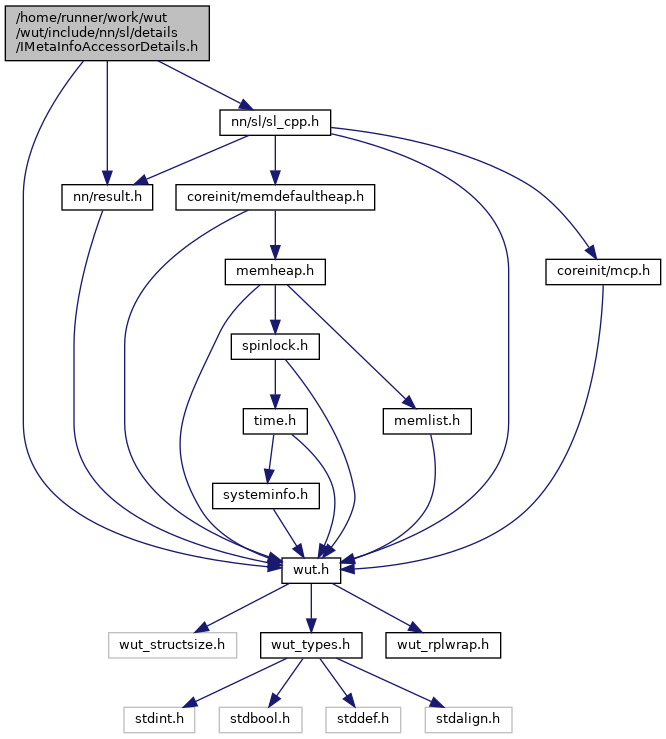 /home/runner/work/wut
/wut/include/nn/sl/details
/IMetaInfoAccessorDetails.h
nn/sl/sl_cpp.h
nn/result.h
coreinit/memdefaultheap.h
memheap.h
coreinit/mcp.h
spinlock.h
time.h
memlist.h
systeminfo.h
wut.h
wut_structsize.h
wut_types.h
wut_rplwrap.h
stdint.h
stdbool.h
stddef.h
stdalign.h